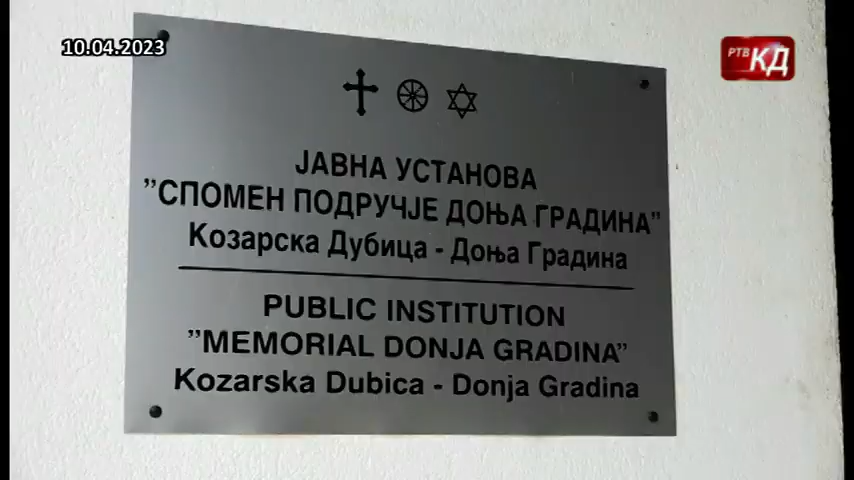 10.04.2023
РТВ КД
ЈАВНА УСТАНОВА
"СПОМЕН ПОДРУЧЈЕ ДОЊА ГРАДИНА"
Козарска Дубица - Доња Градина
PUBLIC INSTITUTION
"MEMORIAL DONJA GRADINA"
Kozarska Dubica - Donja Gradina